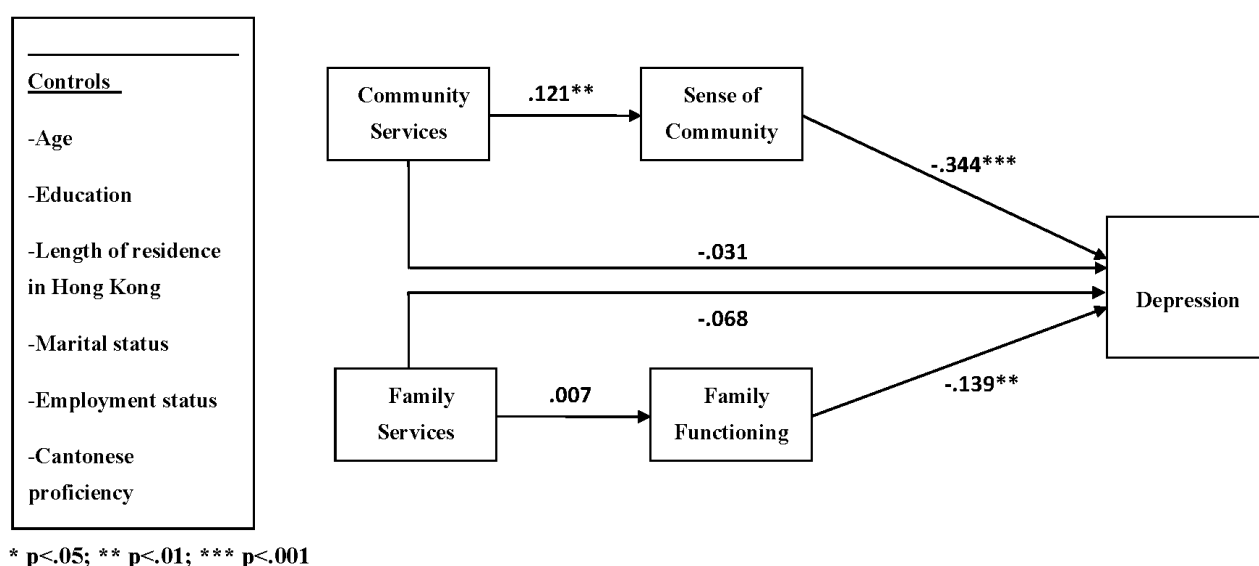 Controls
-Age
-Education
-Length of residence
in Hong Kong
-Marital status
-Employment status
-Cantonese
proficiency
Community
Services
.121**
Sense of
Community
-.344***
-.031
-.068
Depression
Family
Services
.007
Family
Functioning
-.139**
* p<.05; ** p<.01; *** p<.001